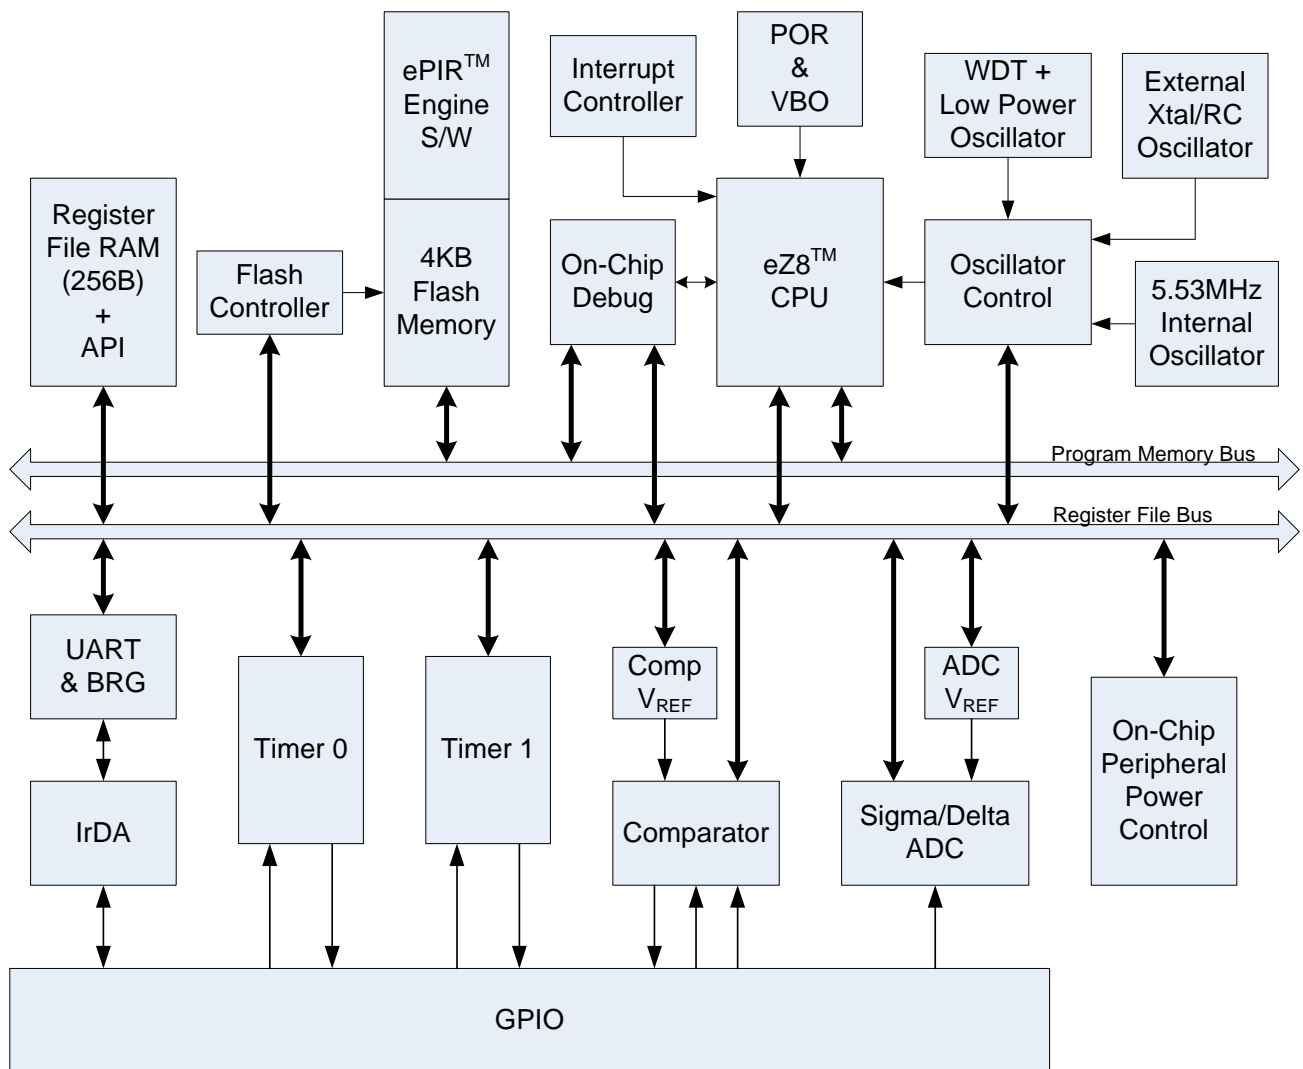 ePIR™
Engine
S/W
Interrupt
Controller
POR
&
VBO
WDT +
Low Power
Oscillator
External
Xtal/RC
Oscillator
Register
File RAM
(256B)
+
API
Flash
Controller
4KB
Flash
Memory
On-Chip
Debug
eZ8™
CPU
Oscillator
Control
5.53MHz
Internal
Oscillator
Program Memory Bus
Register File Bus
UART
& BRG
Timer 0
Timer 1
Comp
VREF
ADC
VREF
On-Chip
Peripheral
Power
Control
IrDA
Comparator
Sigma/Delta
ADC
GPIO